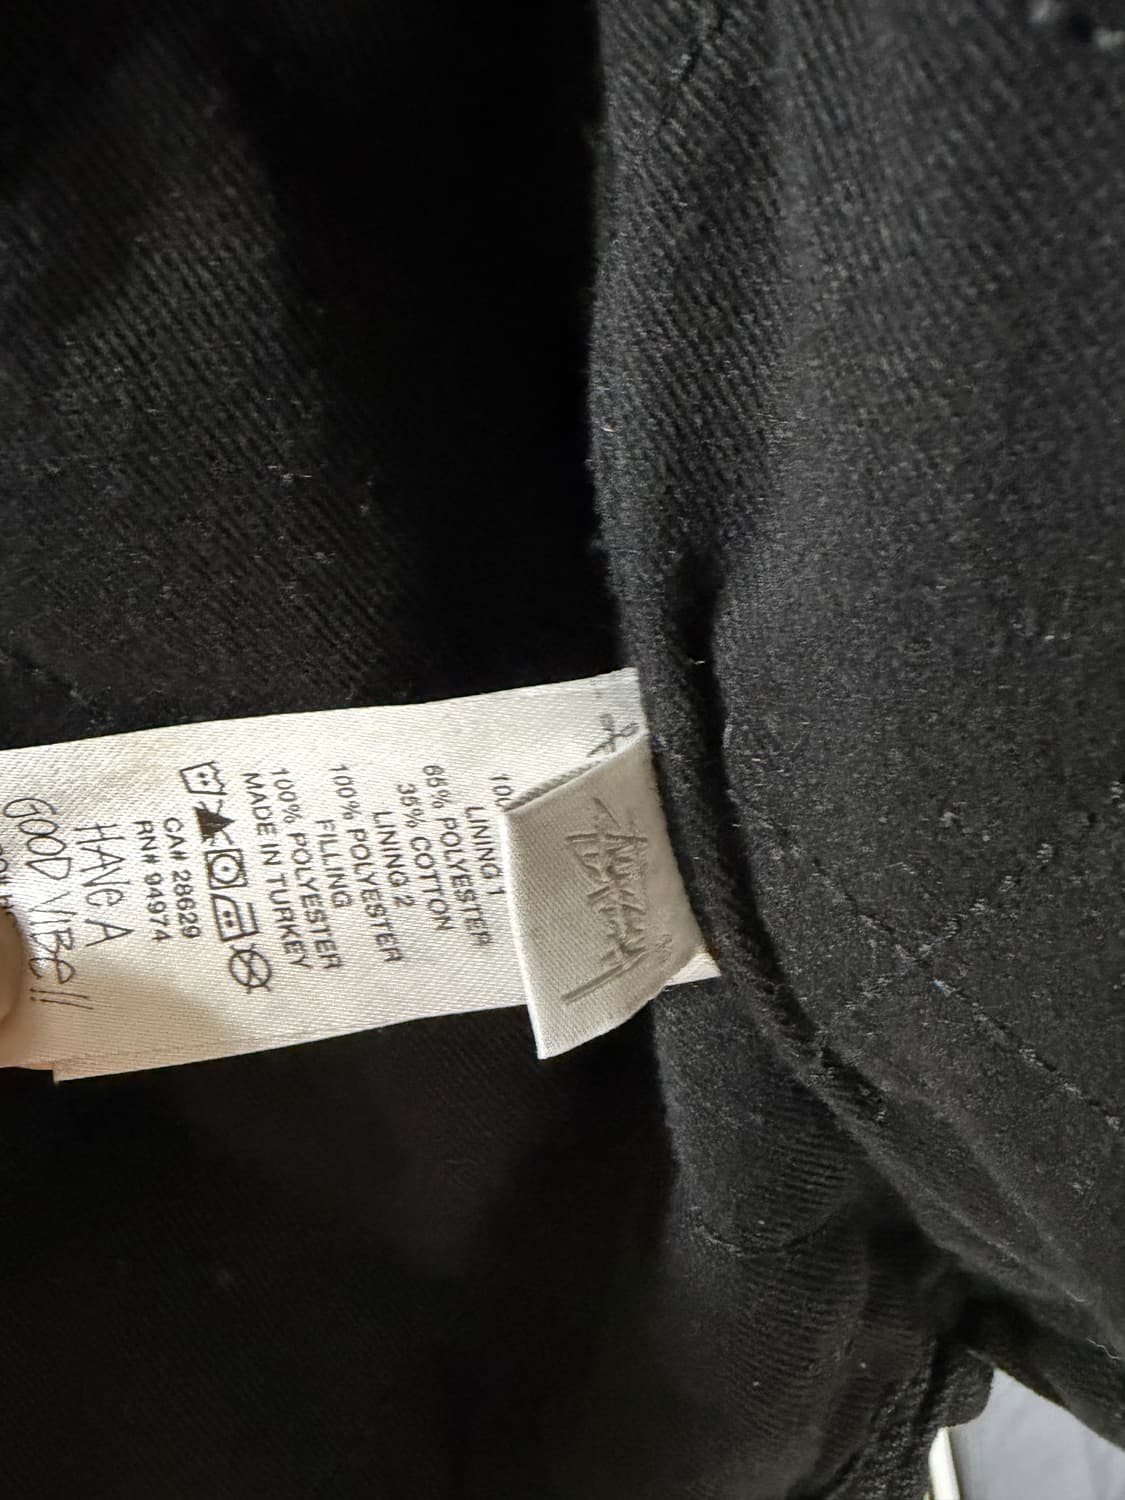 100
LINING 1
65% POLYESTER
35% COTTON
LINING 2
100% POLYESTER
FILLING
100% POLYESTER
MADE IN TURKEY
CA# 28629
RN# 94974
HAVE A
GOOD VIBE!!